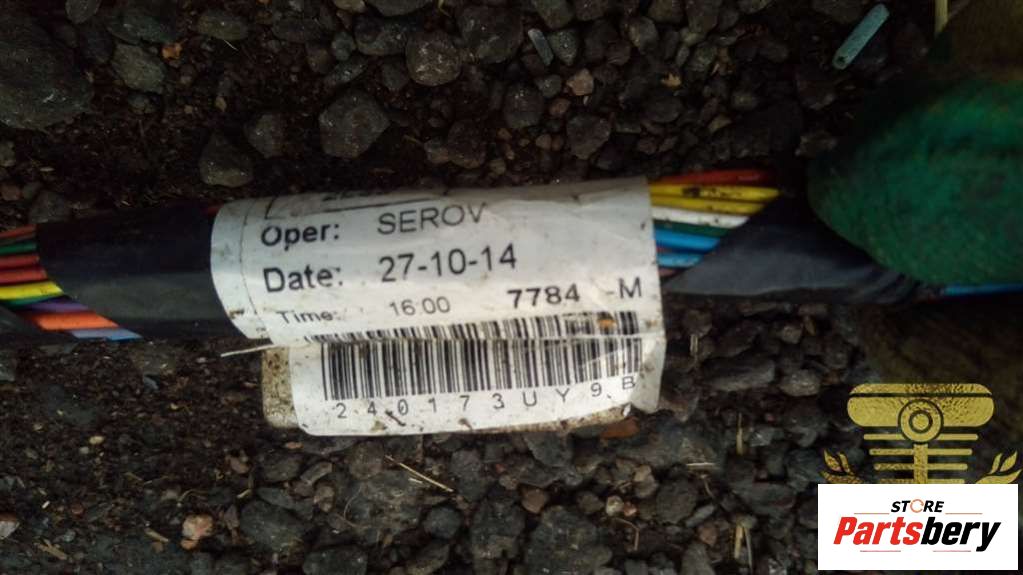 Oper: SEROV
Date: 27-10-14
Time: 16:00 7784 -M
240173UY9B
STORE
Partsbery